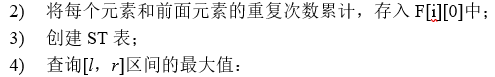 2) 将每个元素和前面元素的重复次数累计，存入 F[i][0]中；
3) 创建 ST 表；
4) 查询[l，r]区间的最大值：